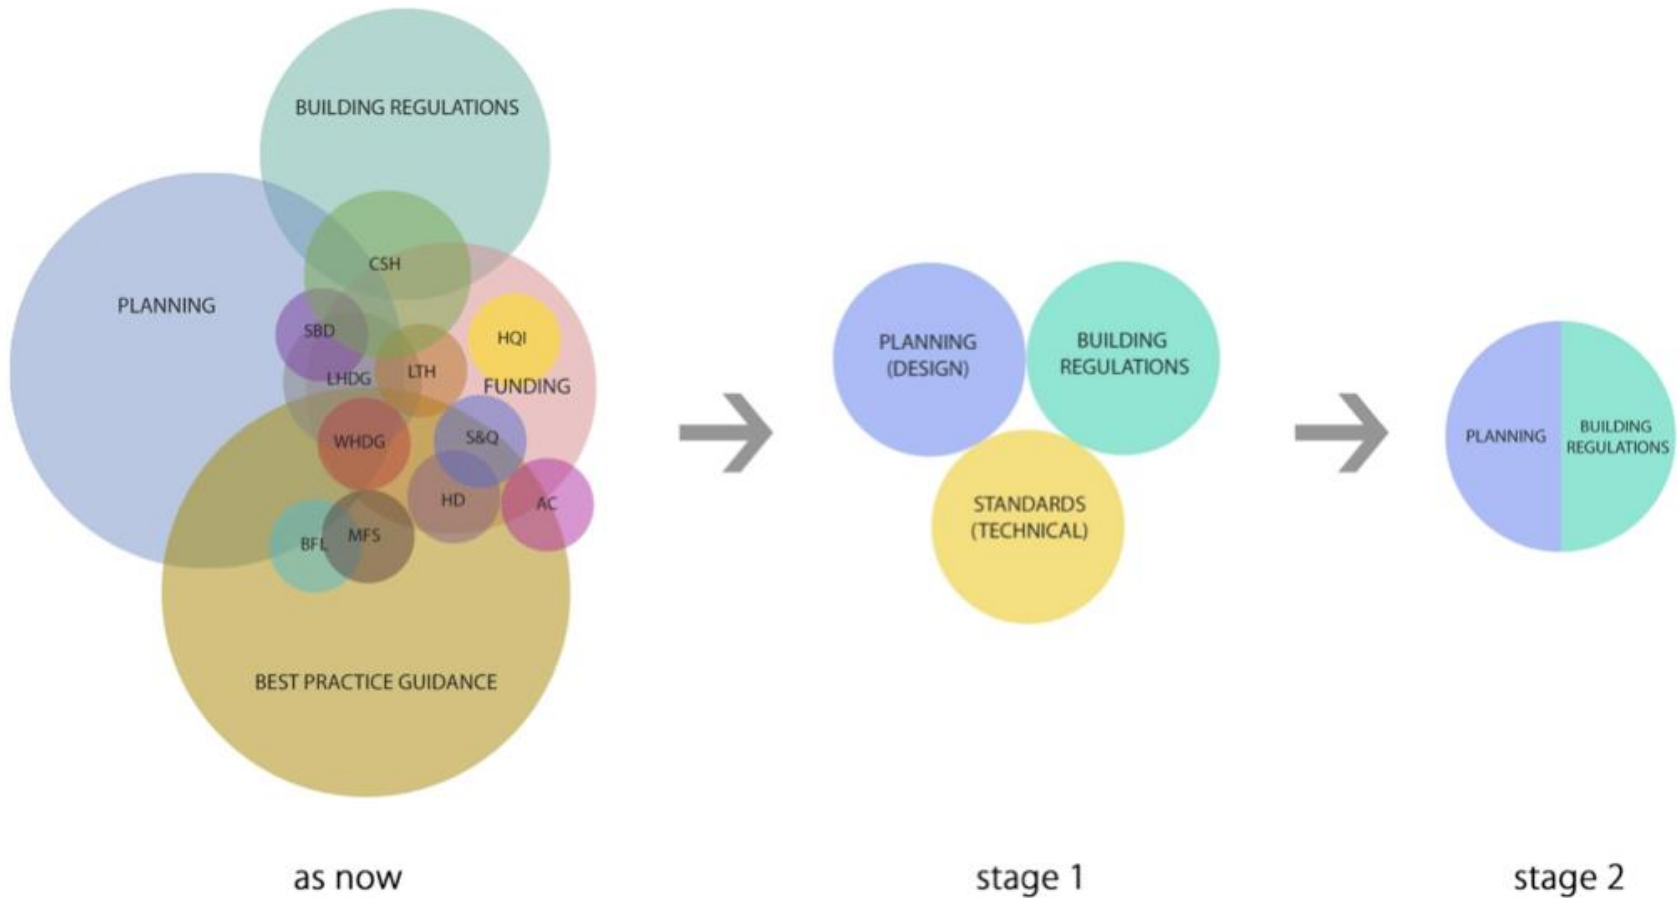 BUILDING REGULATIONS
CSH
PLANNING
SBD
HQI
LHDG
LTH
FUNDING
WHDG
S&Q
HD
AC
BFL
MFS
BEST PRACTICE GUIDANCE
as now
PLANNING
(DESIGN)
BUILDING
REGULATIONS
STANDARDS
(TECHNICAL)
stage 1
PLANNING
BUILDING
REGULATIONS
stage 2